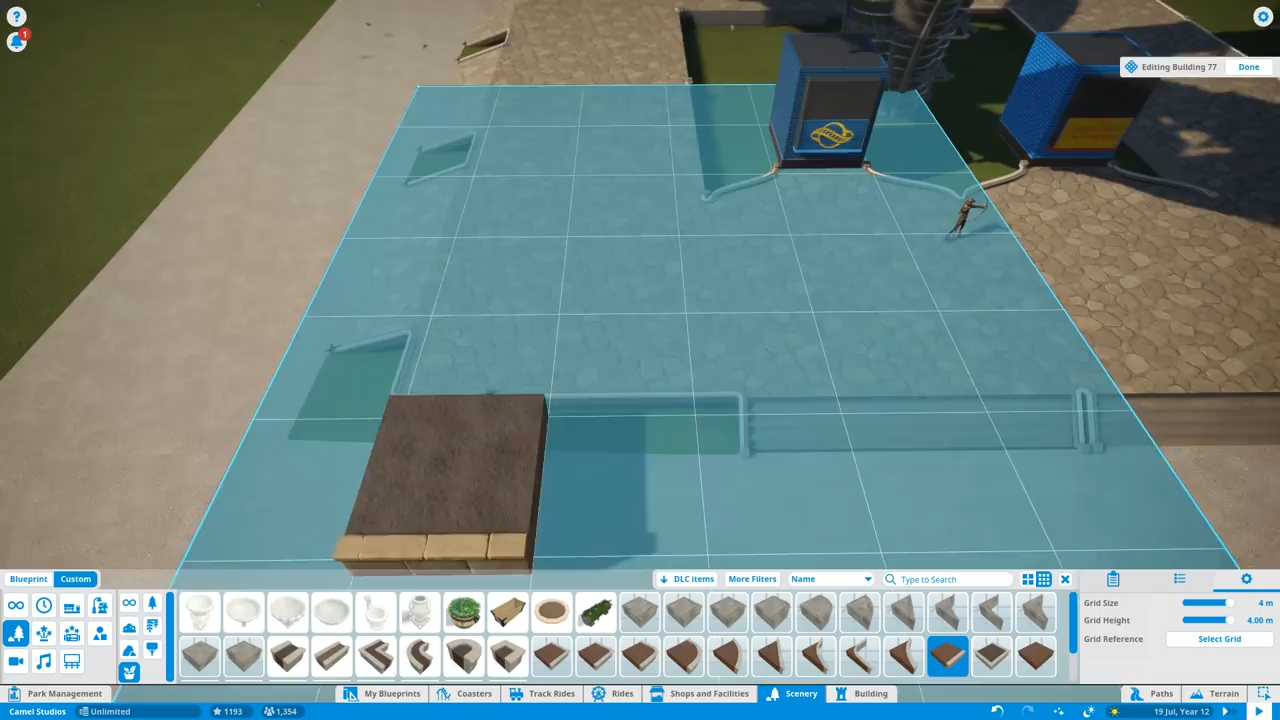 ?
1
Editing Building 77 Done
Blueprint Custom
DLC items More Filters Name Type to Search
Grid Size 4 m
Grid Height 4.00 m
Grid Reference Select Grid
Park Management My Blueprints Coasters Track Rides Rides Shops and Facilities Scenery Building Paths Terrain
Camel Studios Unlimited 1193 1,354 19 Jul, Year 12